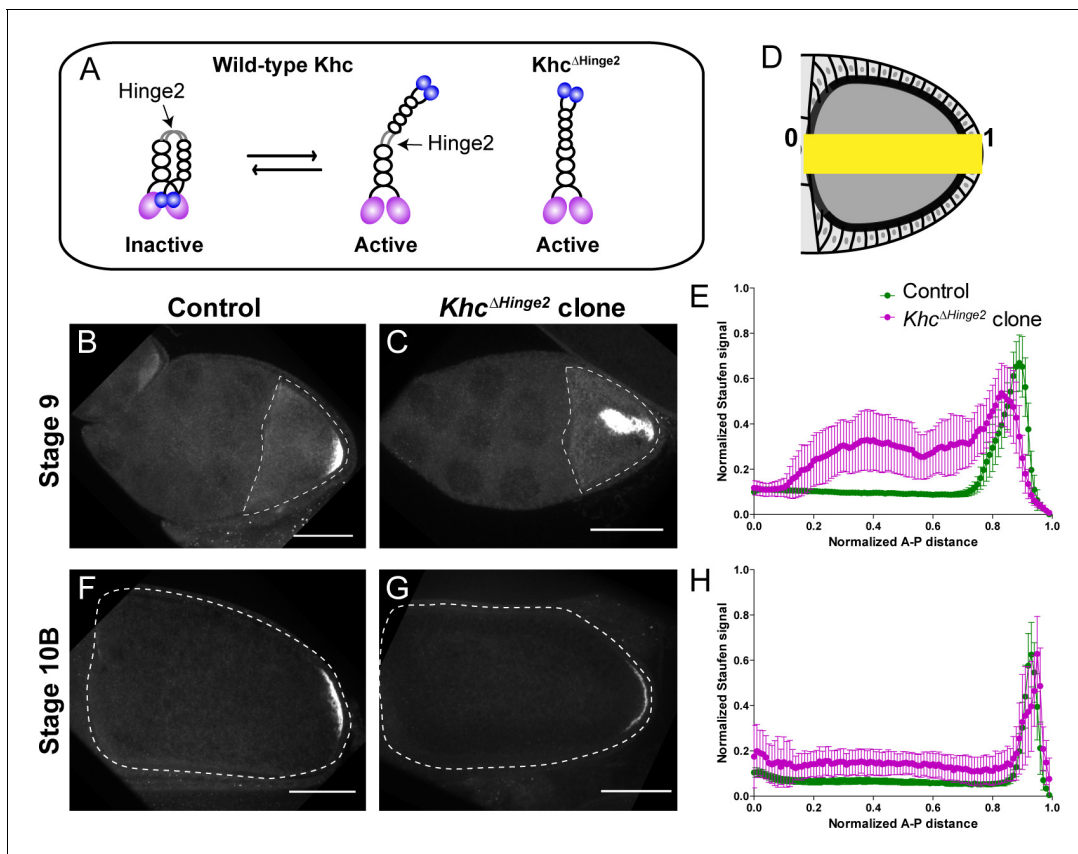 A
Wild-type Khc
Khc^ΔHinge2
Hinge2
Hinge2
Inactive
Active
Active
D
0
1
Control
Khc^ΔHinge2 clone
Stage 9
B
C
E
Control
Khc^ΔHinge2 clone
Normalized Staufen signal
1.0
0.8
0.6
0.4
0.2
0.0
0.0 0.2 0.4 0.6 0.8 1.0
Normalized A-P distance
Stage 10B
F
G
H
Normalized Staufen signal
1.0
0.8
0.6
0.4
0.2
0.0
0.0 0.2 0.4 0.6 0.8 1.0
Normalized A-P distance